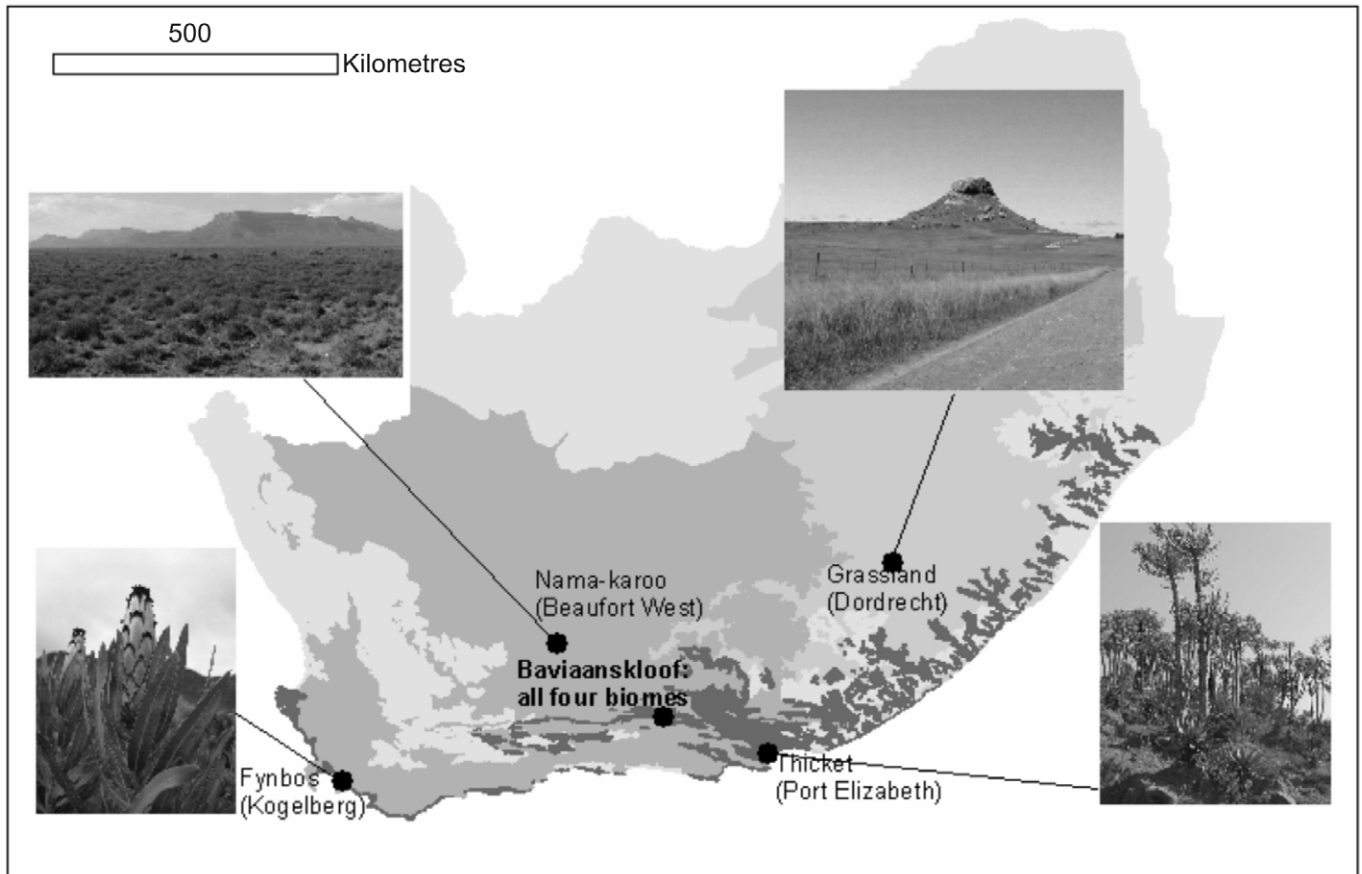 500
Kilometres
Nama-karoo
(Beaufort West)
Grassland
(Dordrecht)
Baviaanskloof:
all four biomes
Fynbos
(Kogelberg)
Thicket
(Port Elizabeth)